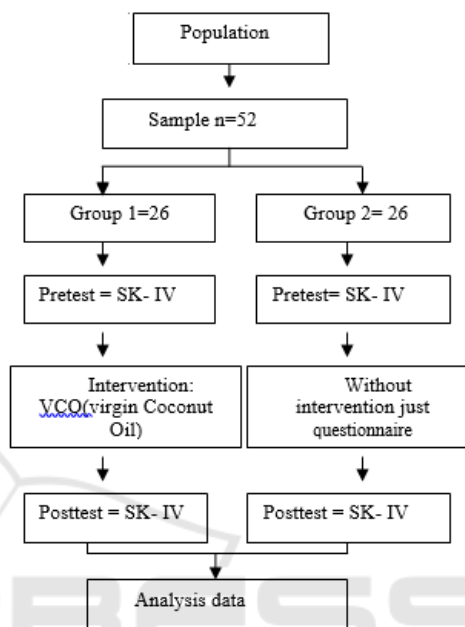 Population
Sample n=52
Group 1=26
Group 2= 26
Pretest = SK- IV
Pretest= SK- IV
Intervention:
VCO(virgin Coconut
Oil)
Without
intervention just
questionnaire
Posttest = SK- IV
Posttest = SK- IV
Analysis data